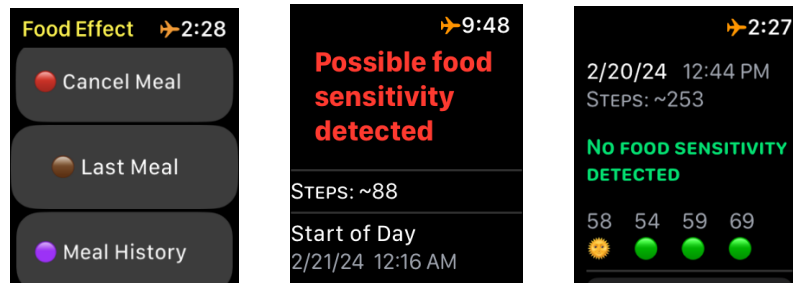 Food Effect 2:28
Cancel Meal
Last Meal
Meal History
9:48
Possible food
sensitivity
detected
STEPS: ~88
Start of Day
2/21/24 12:16 AM
2:27
2/20/24 12:44 PM
STEPS: ~253
NO FOOD SENSITIVITY
DETECTED
58 54 59 69